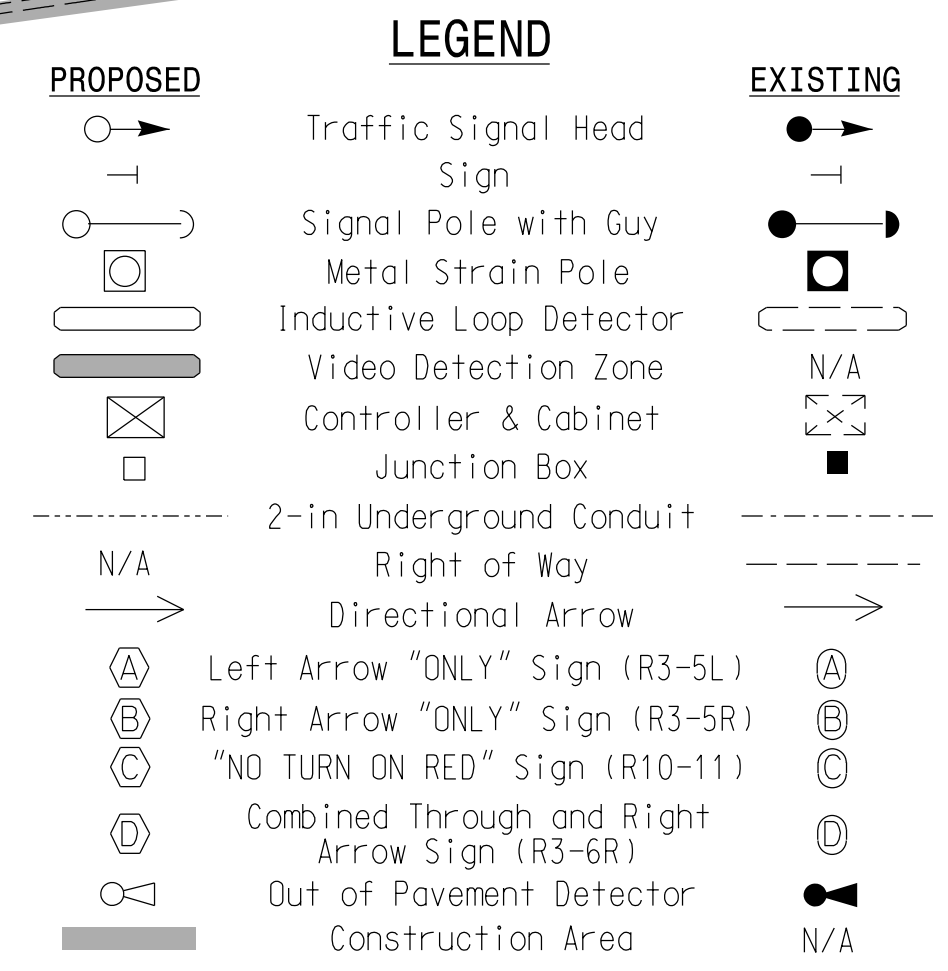 LEGEND
PROPOSED EXISTING
Traffic Signal Head
Sign
Signal Pole with Guy
Metal Strain Pole
Inductive Loop Detector
Video Detection Zone N/A
Controller & Cabinet
Junction Box
2-in Underground Conduit
N/A Right of Way
Directional Arrow
A Left Arrow "ONLY" Sign (R3-5L) A
B Right Arrow "ONLY" Sign (R3-5R) B
C "NO TURN ON RED" Sign (R10-11) C
D Combined Through and Right D
Arrow Sign (R3-6R)
Out of Pavement Detector
Construction Area N/A